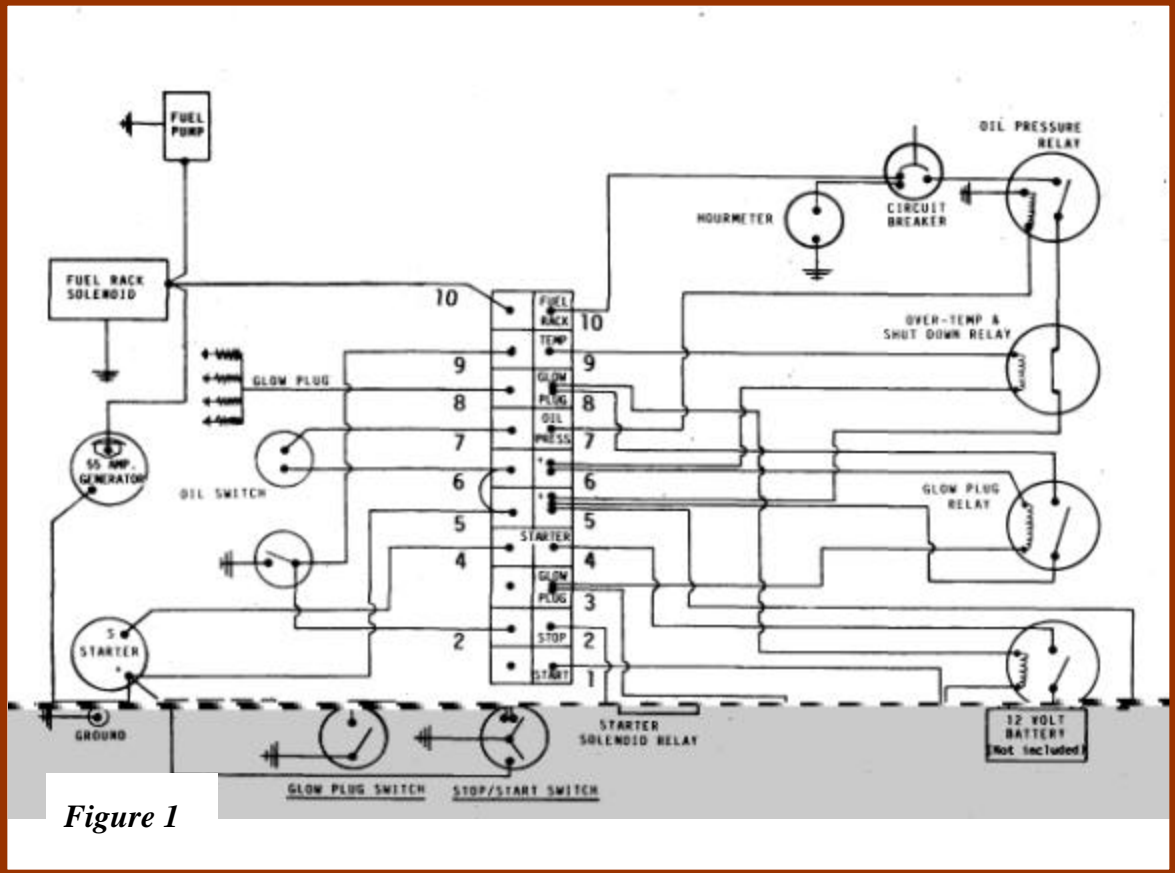 FUEL
PUMP
OIL PRESSURE
RELAY
CIRCUIT
BREAKER
HOURMETER
FUEL RACK
SOLENOID
10
FUEL
RACK
10
OVER-TEMP &
SHUT DOWN RELAY
9
TEMP
9
GLOW PLUG
8
GLOW
PLUG
8
7
OIL
PRESS
7
55 AMP.
GENERATOR
OIL SWITCH
6
+
6
GLOW PLUG
RELAY
5
+
5
4
STARTER
4
GLOW
PLUG
3
2
STOP
2
S
STARTER
+
START
1
GROUND
STARTER
SOLENOID RELAY
12 VOLT
BATTERY
(Not included)
GLOW PLUG SWITCH
STOP/START SWITCH
Figure 1